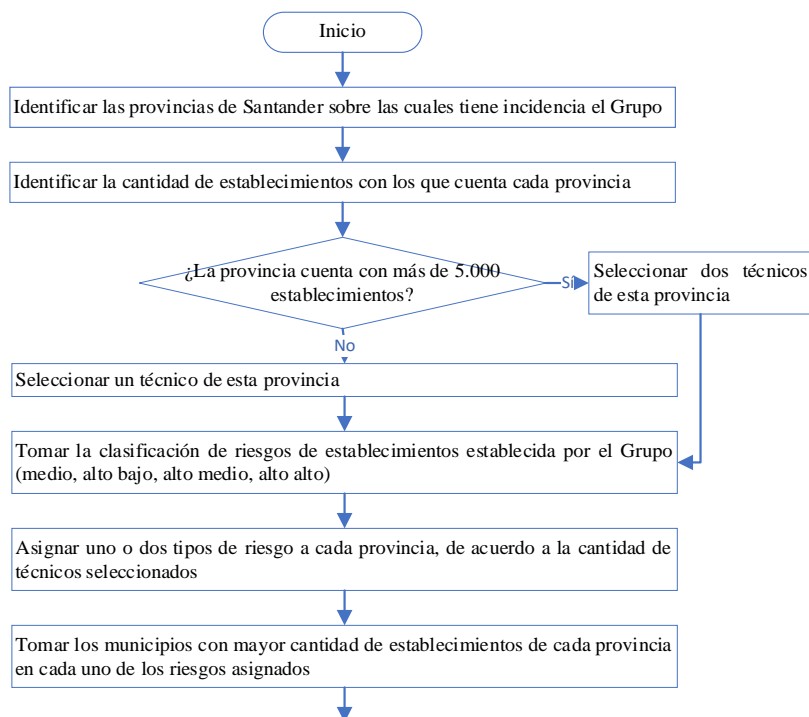 Inicio
Identificar las provincias de Santander sobre las cuales tiene incidencia el Grupo
Identificar la cantidad de establecimientos con los que cuenta cada provincia
¿La provincia cuenta con más de 5.000
establecimientos?
Sí
Seleccionar dos técnicos
de esta provincia
No
Seleccionar un técnico de esta provincia
Tomar la clasificación de riesgos de establecimientos establecida por el Grupo
(medio, alto bajo, alto medio, alto alto)
Asignar uno o dos tipos de riesgo a cada provincia, de acuerdo a la cantidad de
técnicos seleccionados
Tomar los municipios con mayor cantidad de establecimientos de cada provincia
en cada uno de los riesgos asignados